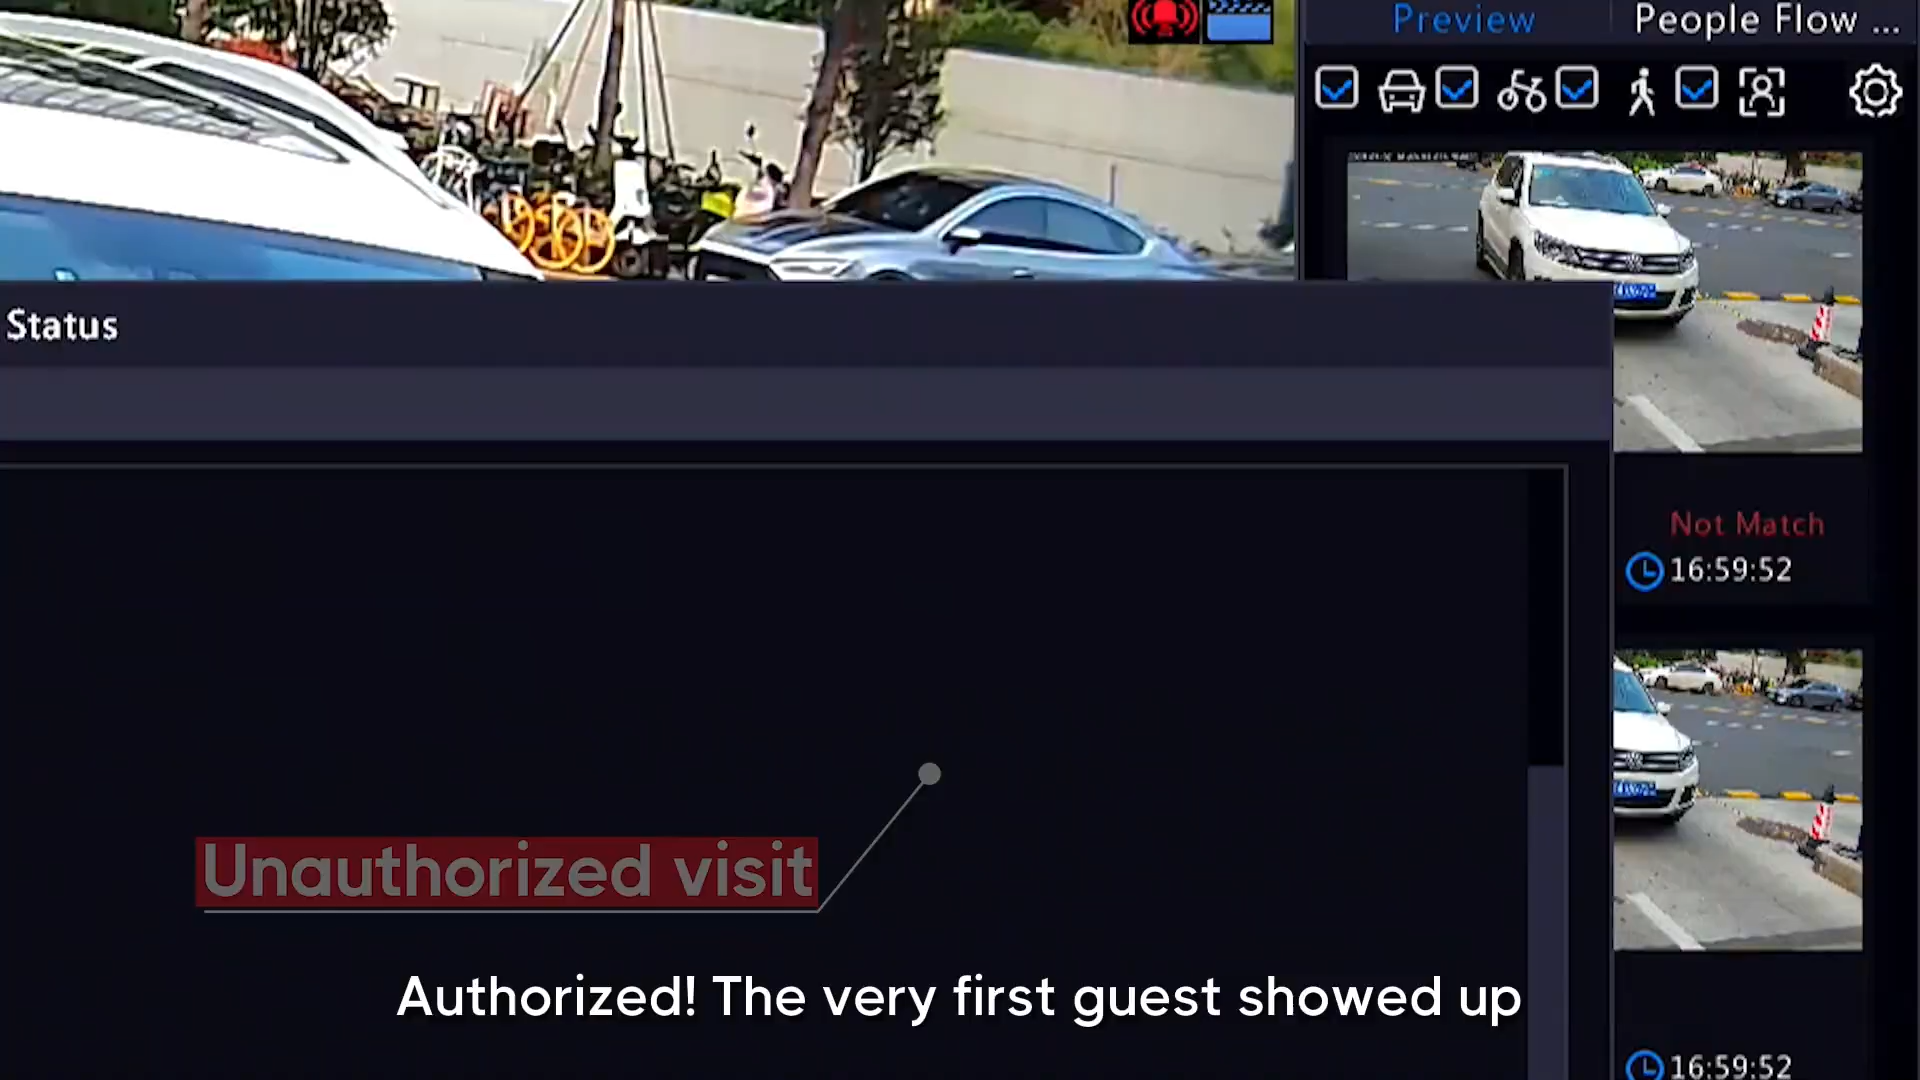 Preview
People Flow ...
Status
Not Match
16:59:52
Unauthorized visit
Authorized! The very first guest showed up
16:59:52